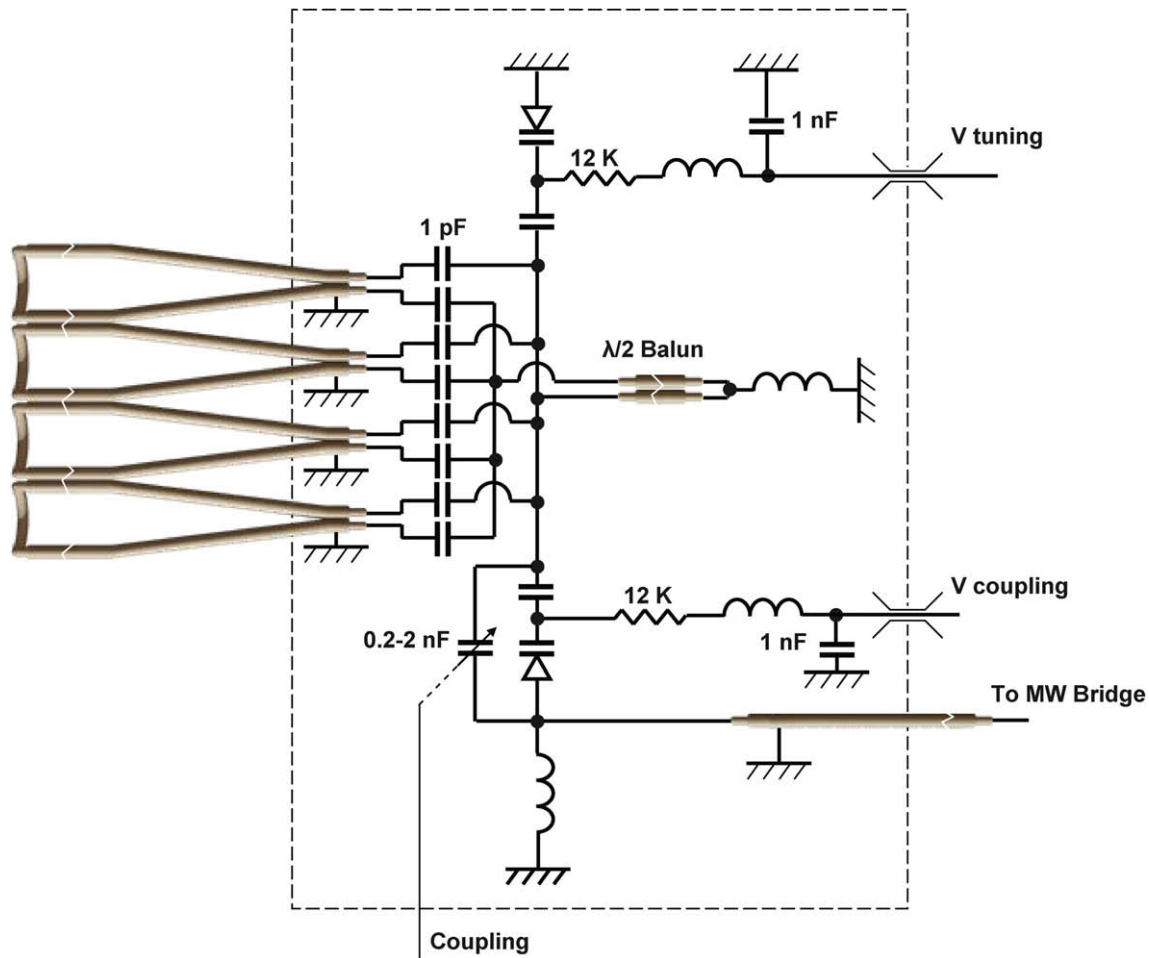 1 nF
V tuning
12 K
1 pF
λ/2 Balun
V coupling
12 K
0.2-2 nF
1 nF
To MW Bridge
Coupling